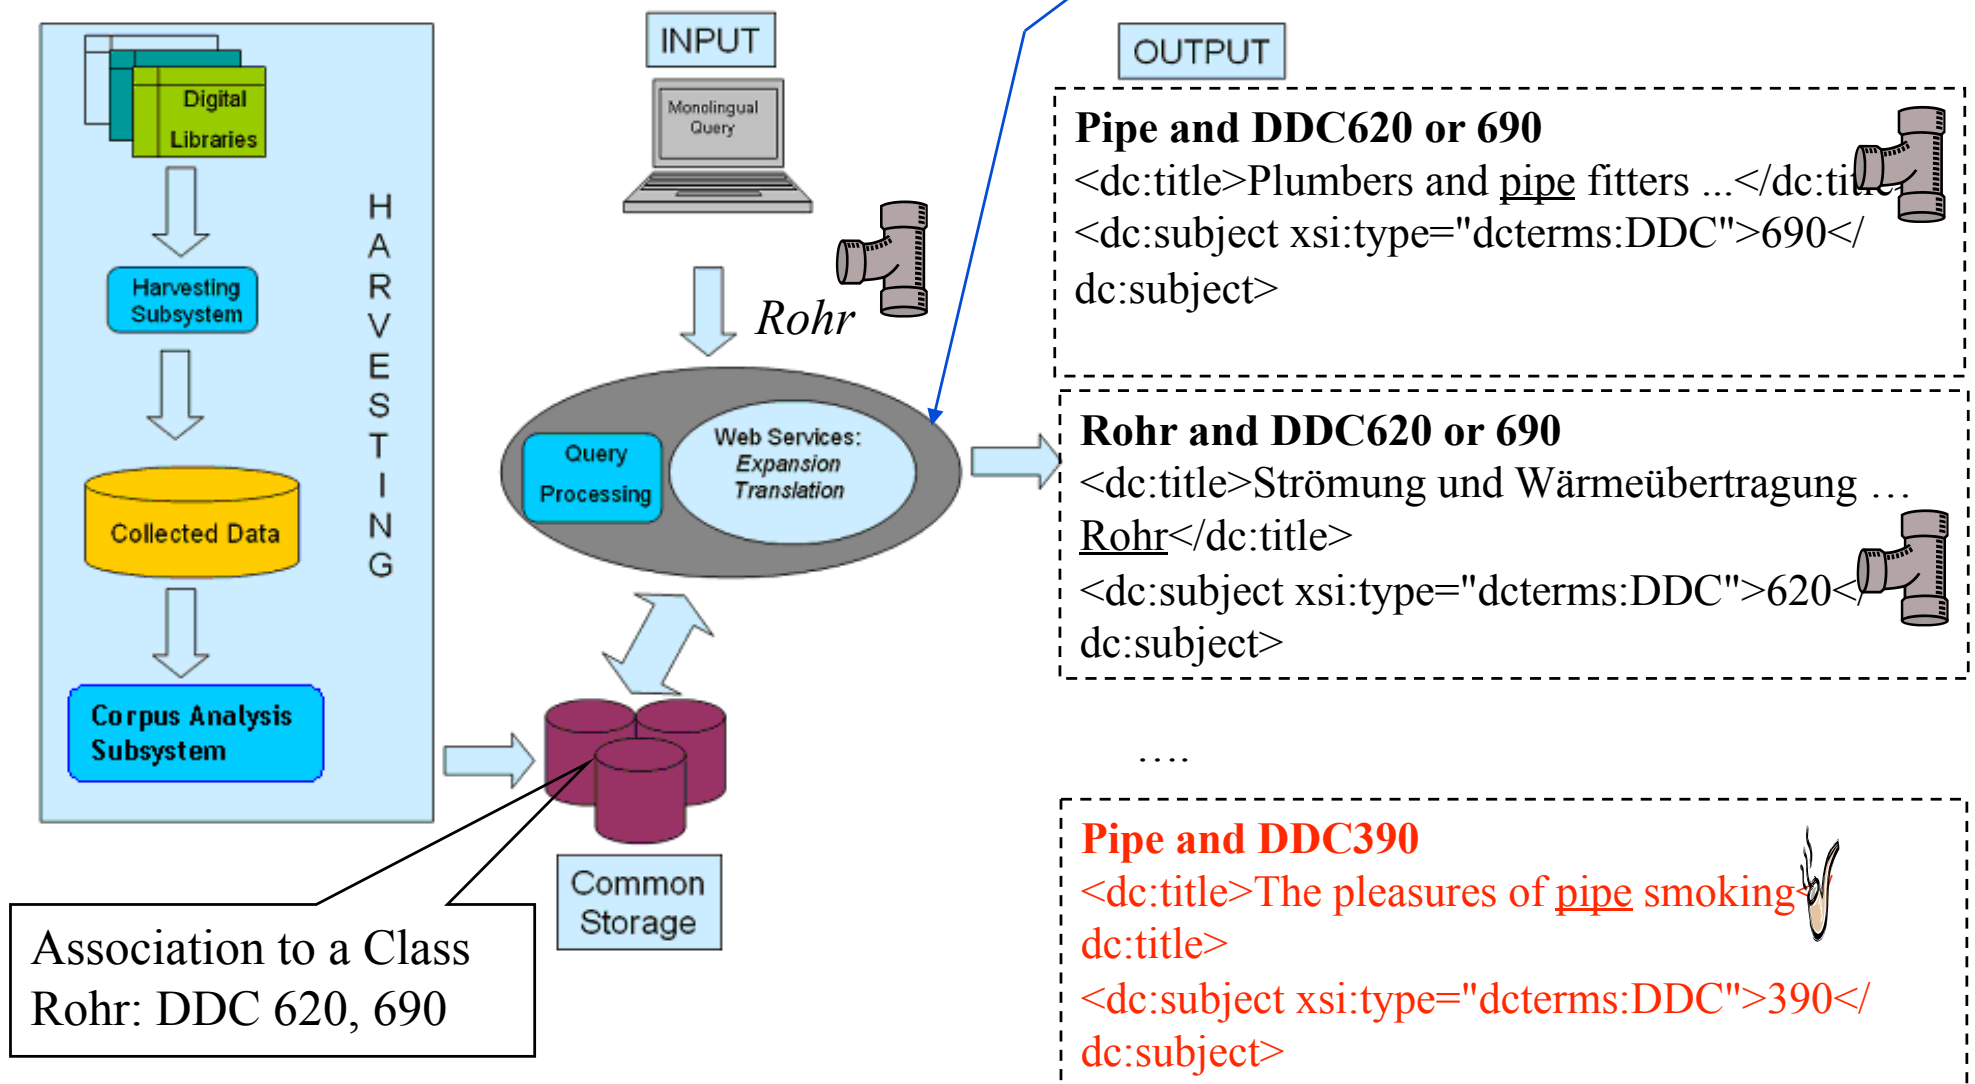 Digital
Libraries
HARVESTING
Harvesting
Subsystem
Collected Data
Corpus Analysis
Subsystem
INPUT
Monolingual
Query
Rohr
Query
Processing
Web Services:
Expansion
Translation
Common
Storage
Association to a Class
Rohr: DDC 620, 690
OUTPUT
Pipe and DDC620 or 690
<dc:title>Plumbers and pipe fitters ...</dc:title>
<dc:subject xsi:type="dcterms:DDC">690</
dc:subject>
Rohr and DDC620 or 690
<dc:title>Strömung und Wärmeübertragung …
Rohr</dc:title>
<dc:subject xsi:type="dcterms:DDC">620</
dc:subject>
….
Pipe and DDC390
<dc:title>The pleasures of pipe smoking</
dc:title>
<dc:subject xsi:type="dcterms:DDC">390</
dc:subject>